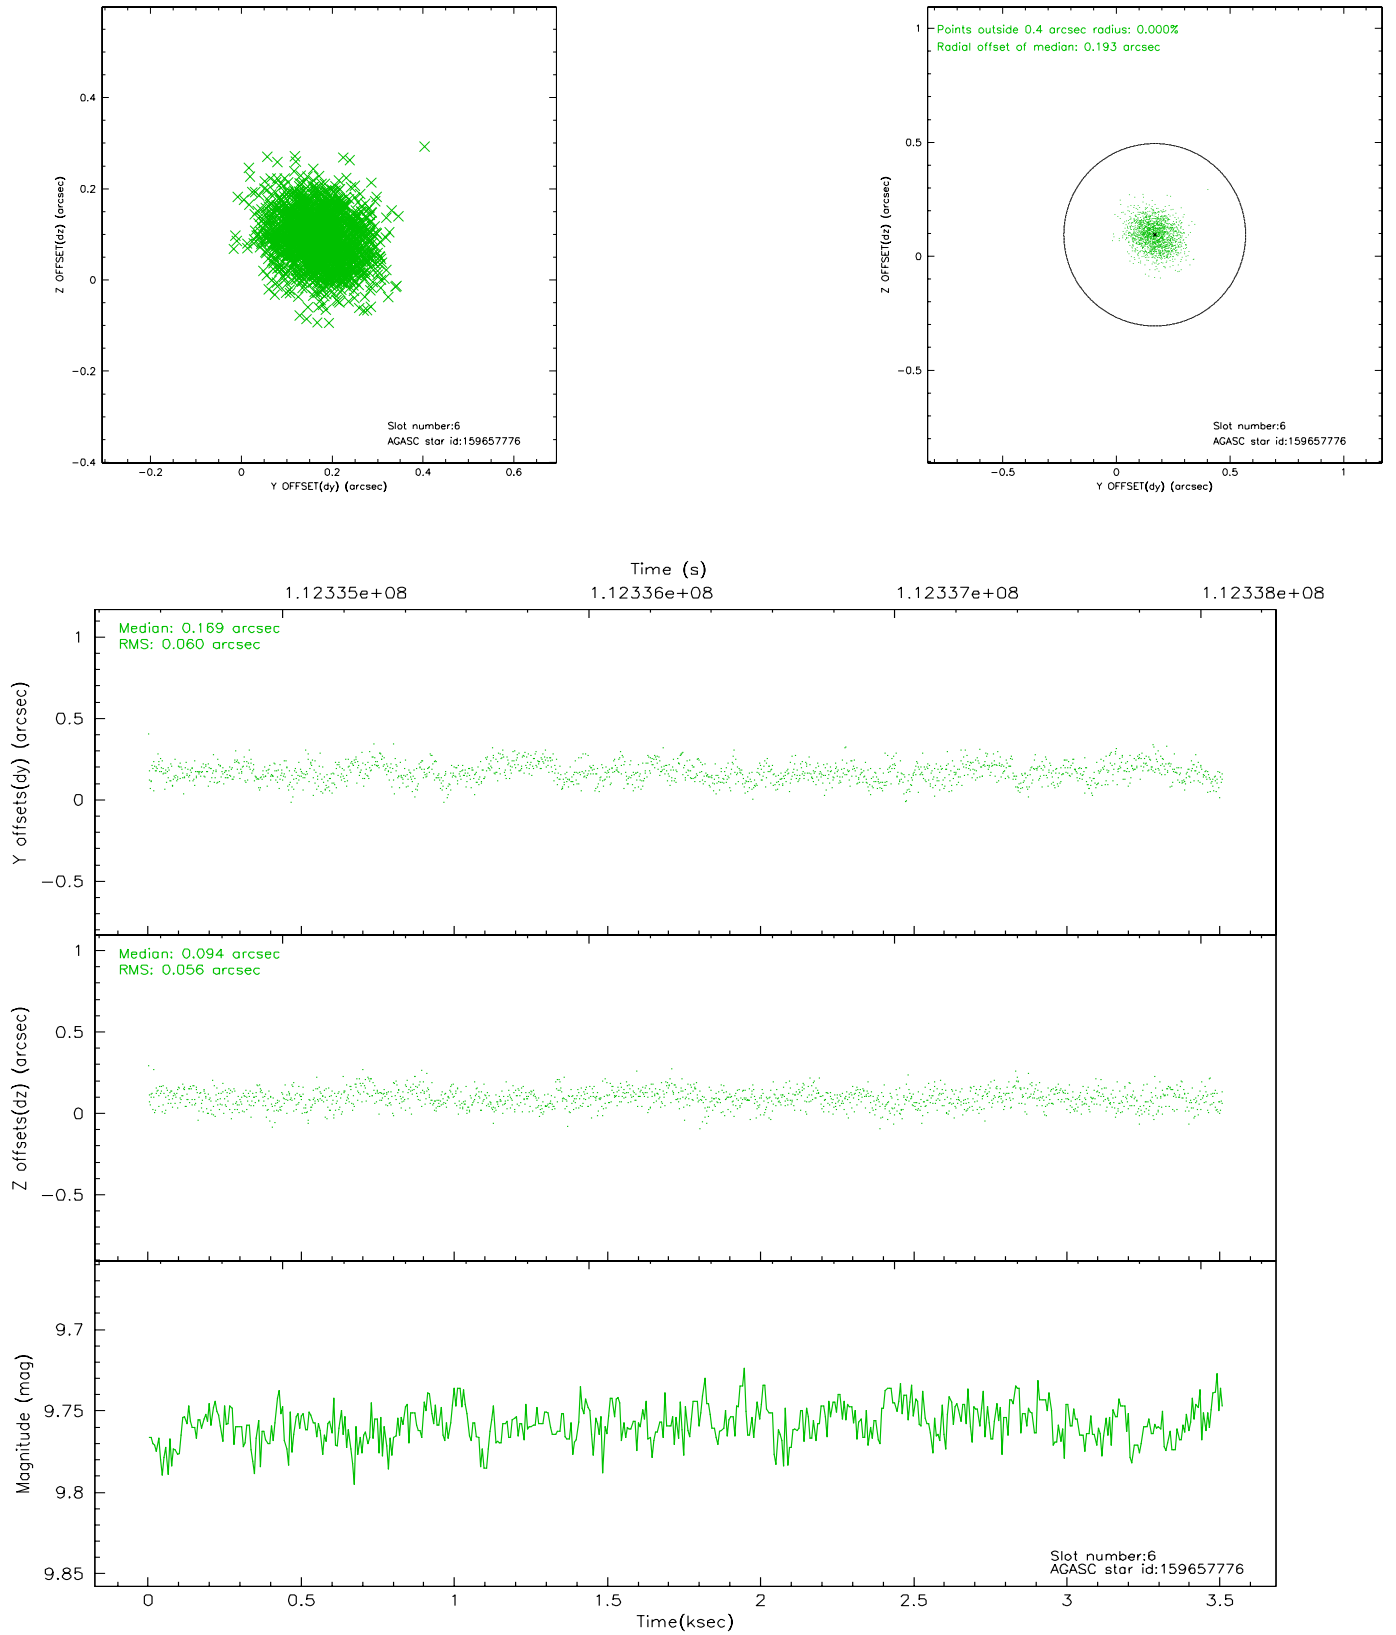 0.4
0.2
0
−0.2
−0.4
Z OFFSET(dz) (arcsec)
Slot number:6
AGASC star id:159657776
−0.2 0 0.2 0.4 0.6
Y OFFSET(dy) (arcsec)
Points outside 0.4 arcsec radius: 0.000%
Radial offset of median: 0.193 arcsec
1
0.5
0
−0.5
Z OFFSET(dz) (arcsec)
Slot number:6
AGASC star id:159657776
−0.5 0 0.5 1
Y OFFSET(dy) (arcsec)
Time (s)
1.12335e+08 1.12336e+08 1.12337e+08 1.12338e+08
Median: 0.169 arcsec
RMS: 0.060 arcsec
1
0.5
0
−0.5
Y offsets(dy) (arcsec)
Median: 0.094 arcsec
RMS: 0.056 arcsec
1
0.5
0
−0.5
Z offsets(dz) (arcsec)
9.7
9.75
9.8
9.85
Magnitude (mag)
Slot number:6
AGASC star id:159657776
0 0.5 1 1.5 2 2.5 3 3.5
Time(ksec)